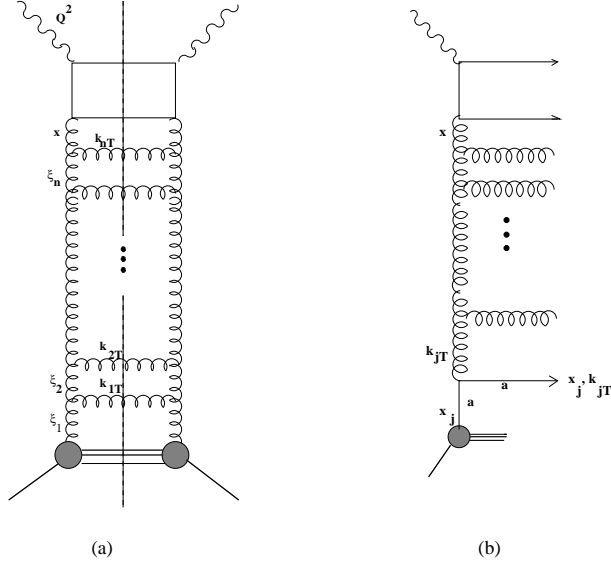 Q²
x
k_nT
ξ_n
k_2T
ξ_2
k_1T
ξ_1
(a)
x
k_jT
a
x_j, k_jT
a
x_j
(b)